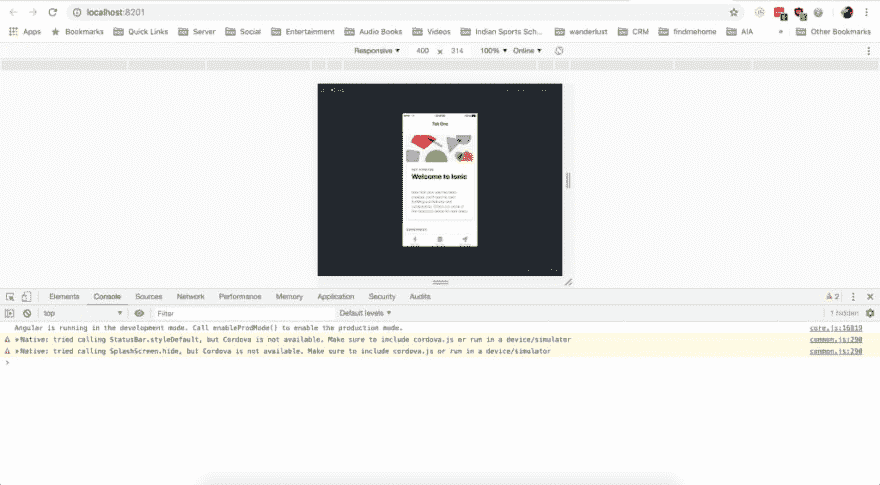 localhost:8201
Apps Bookmarks Quick Links Server Social Entertainment Audio Books Videos Indian Sports Sch... wanderlust CRM findmehome AIA » Other Bookmarks
Responsive ▼ 400 × 314 100% ▼ Online ▼
Tab One
Welcome to Ionic
Elements Console Sources Network Performance Memory Application Security Audits 2
top ▼ Filter Default levels ▼ 1 hidden
Angular is running in the development mode. Call enableProdMode() to enable the production mode. core.js:16819
Native: tried calling StatusBar.styleDefault, but Cordova is not available. Make sure to include cordova.js or run in a device/simulator common.js:290
Native: tried calling SplashScreen.hide, but Cordova is not available. Make sure to include cordova.js or run in a device/simulator common.js:290